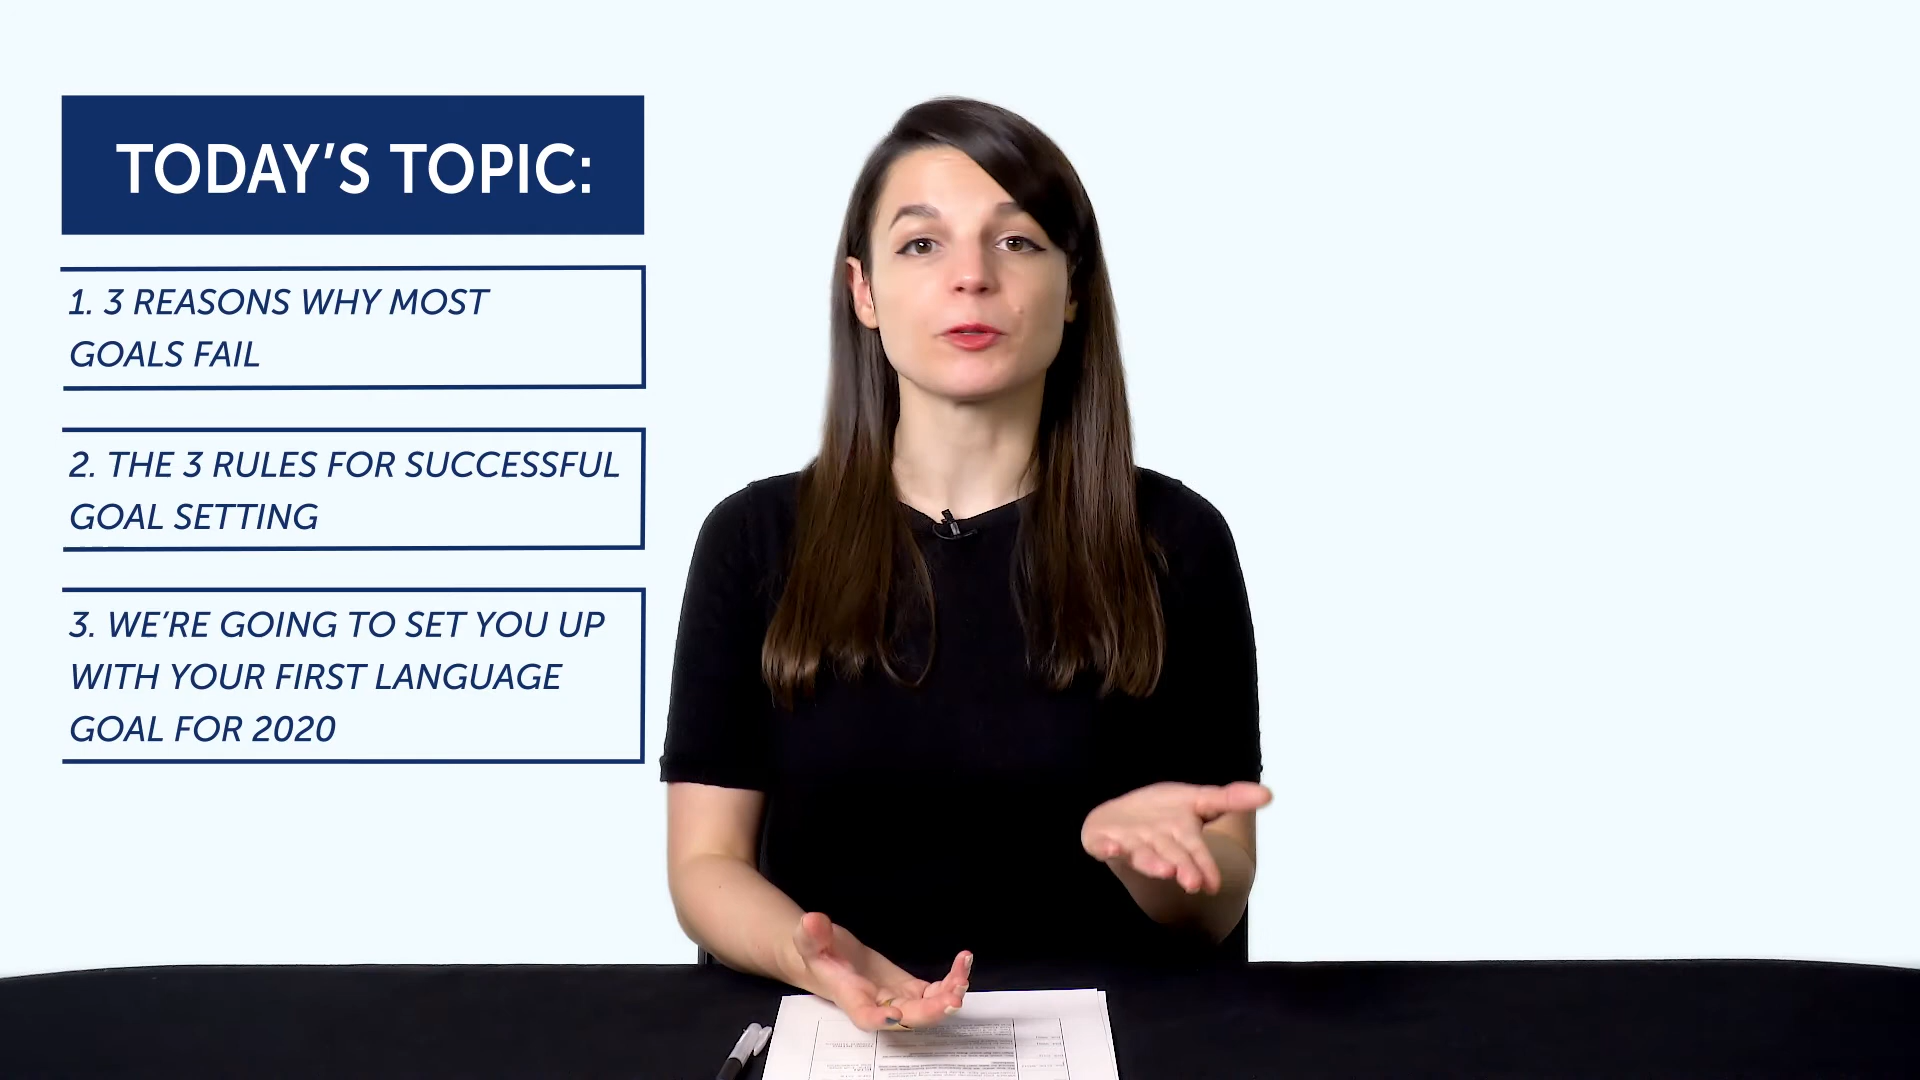 TODAY’S TOPIC:
1. 3 REASONS WHY MOST
GOALS FAIL
2. THE 3 RULES FOR SUCCESSFUL
GOAL SETTING
3. WE’RE GOING TO SET YOU UP
WITH YOUR FIRST LANGUAGE
GOAL FOR 2020